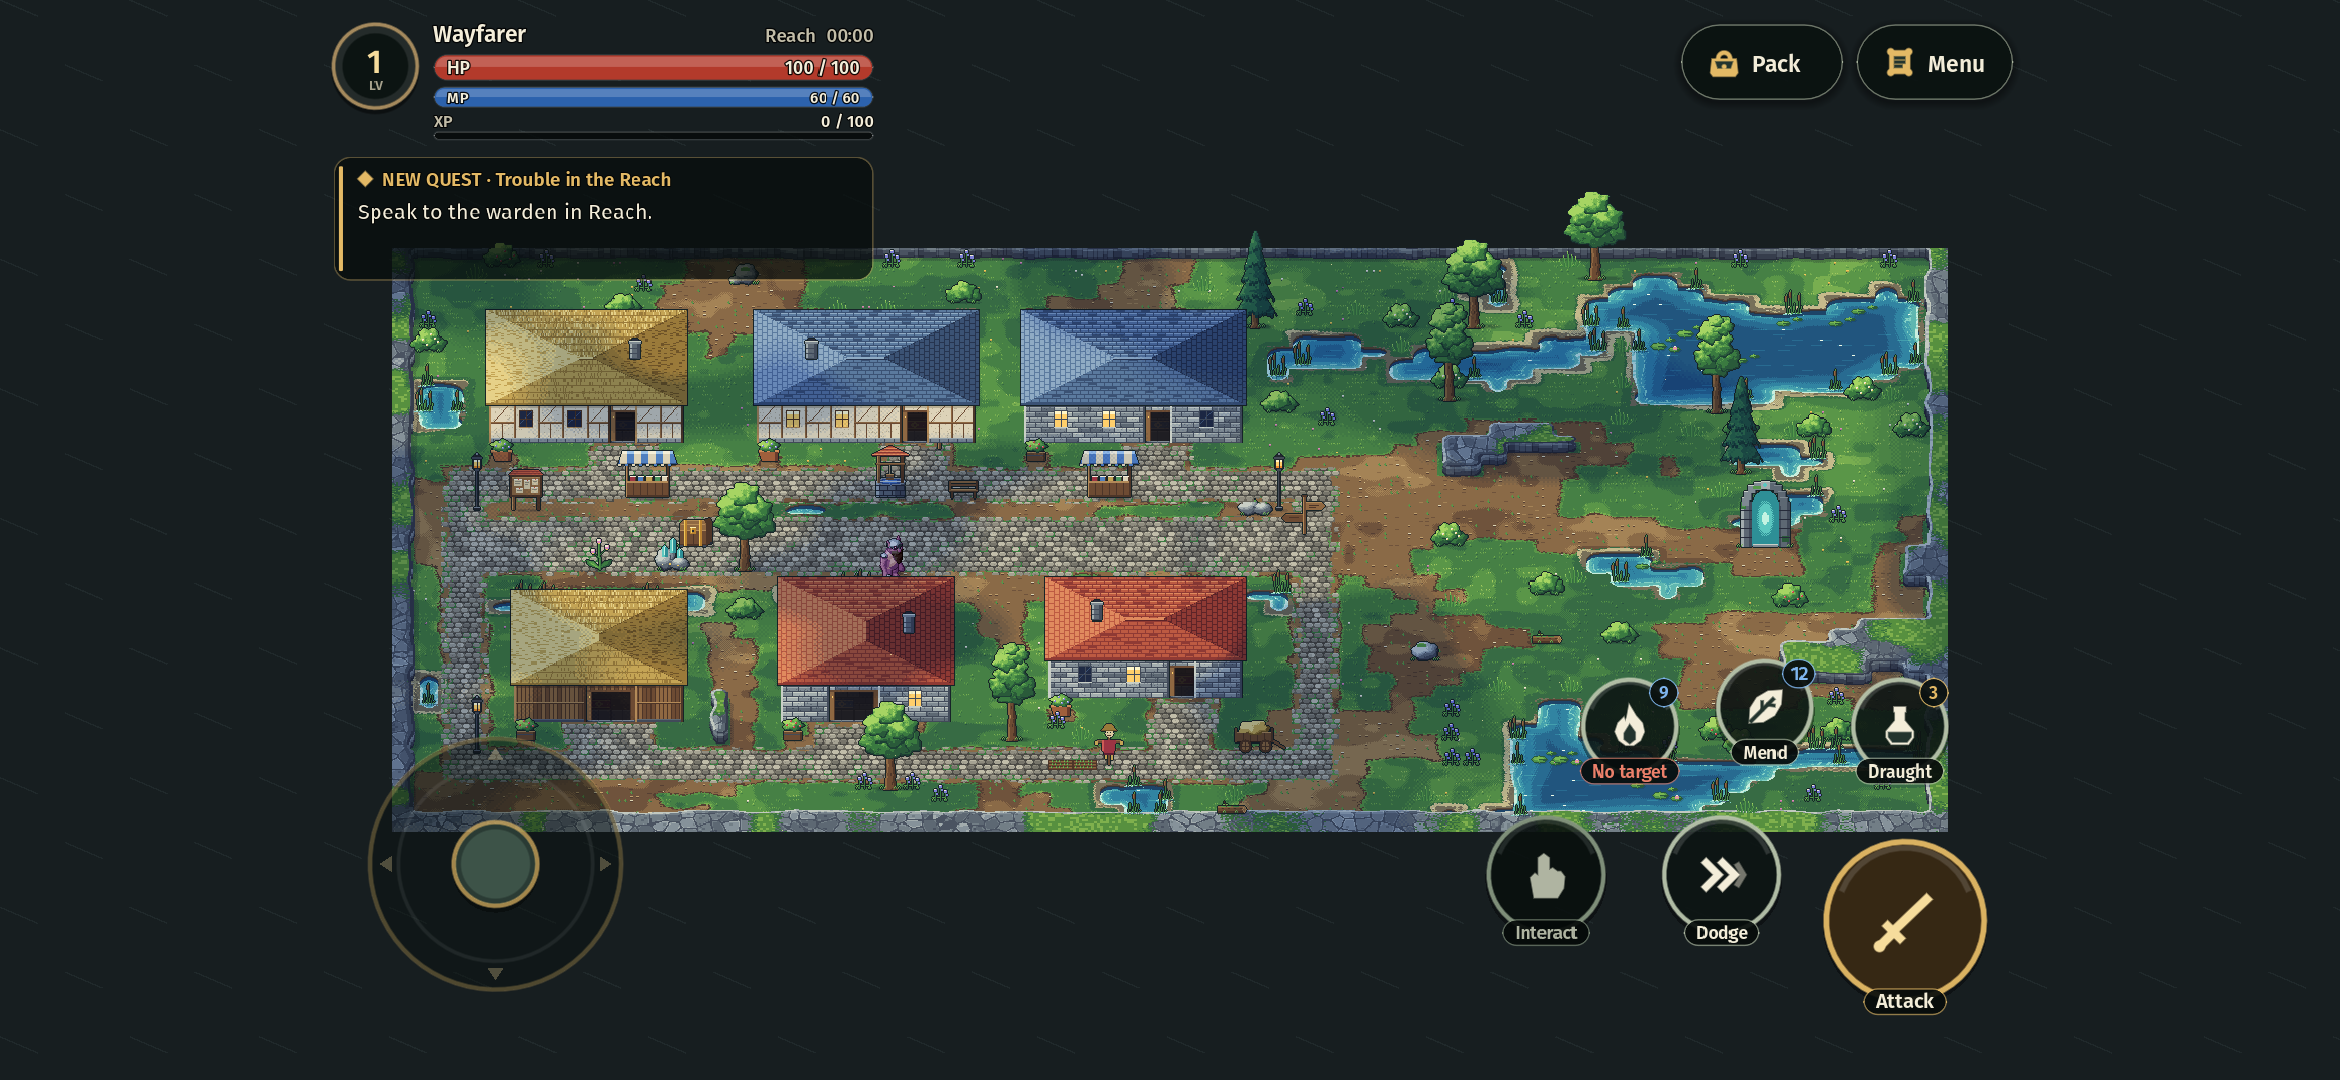 1
LV
Wayfarer
Reach 00:00
HP 100 / 100
MP 60 / 60
XP 0 / 100
Pack
Menu
NEW QUEST · Trouble in the Reach
Speak to the warden in Reach.
9
No target
12
Mend
3
Draught
Interact
Dodge
Attack